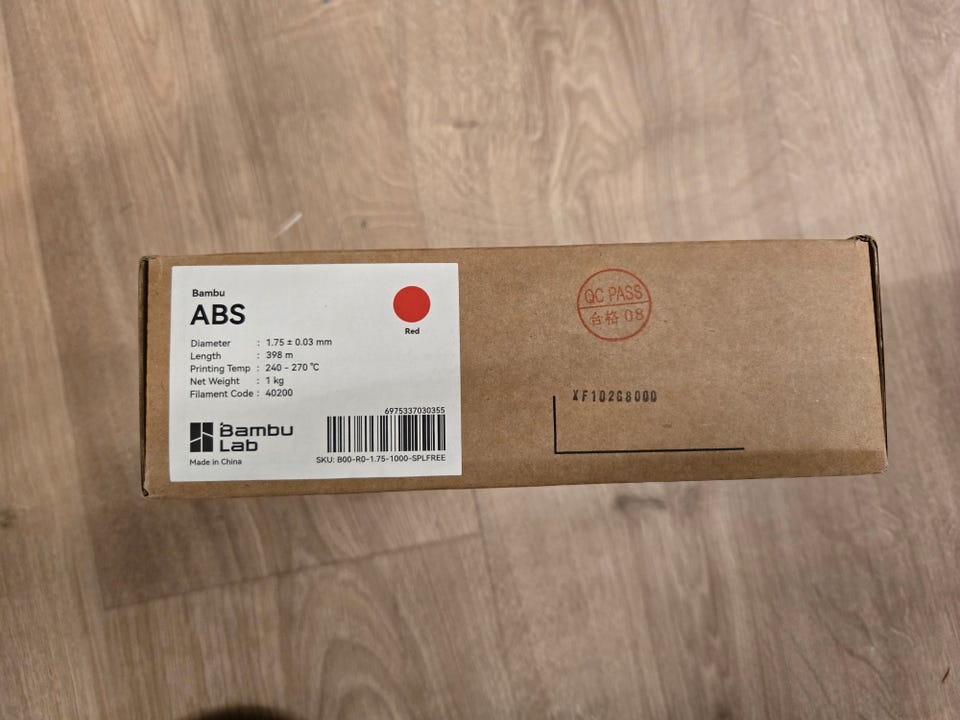 Bambu
ABS
Red
Diameter : 1.75 ± 0.03 mm
Length : 398 m
Printing Temp : 240 - 270 ℃
Net Weight : 1 kg
Filament Code : 40200
6975337030355
Bambu
Lab
Made in China
SKU: B00-R0-1.75-1000-SPLFREE
QC PASS
合格 08
XF102G8000